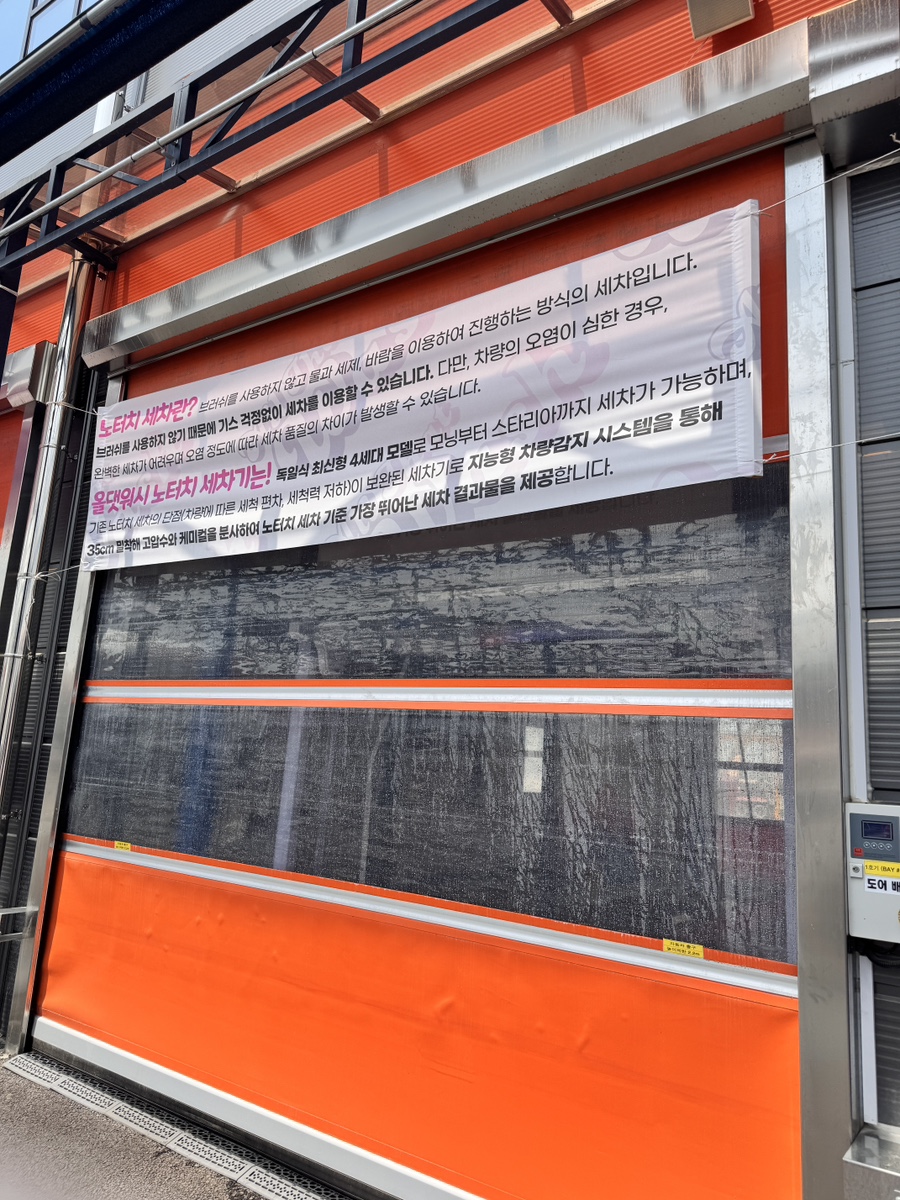 노터치 세차란? 브러쉬를 사용하지 않고 물과 세제, 바람을 이용하여 진행하는 방식의 세차입니다.
브러쉬를 사용하지 않기 때문에 기스 걱정없이 세차를 이용할 수 있습니다. 다만, 차량의 오염이 심한 경우,
완벽한 세차가 어려우며 오염 정도에 따라 세차 품질의 차이가 발생할 수 있습니다.
올댓워시 노터치 세차기는! 독일식 최신형 4세대 모델로 모닝부터 스타리아까지 세차가 가능하며,
기존 노터치 세차의 단점(차량에 따른 세척 편차, 세척력 저하)이 보완된 세차기로 지능형 차량감지 시스템을 통해
35cm 밀착해 고압수와 케미컬을 분사하여 노터치 세차 기준 가장 뛰어난 세차 결과물을 제공합니다.
1호기 (BAY #
도어